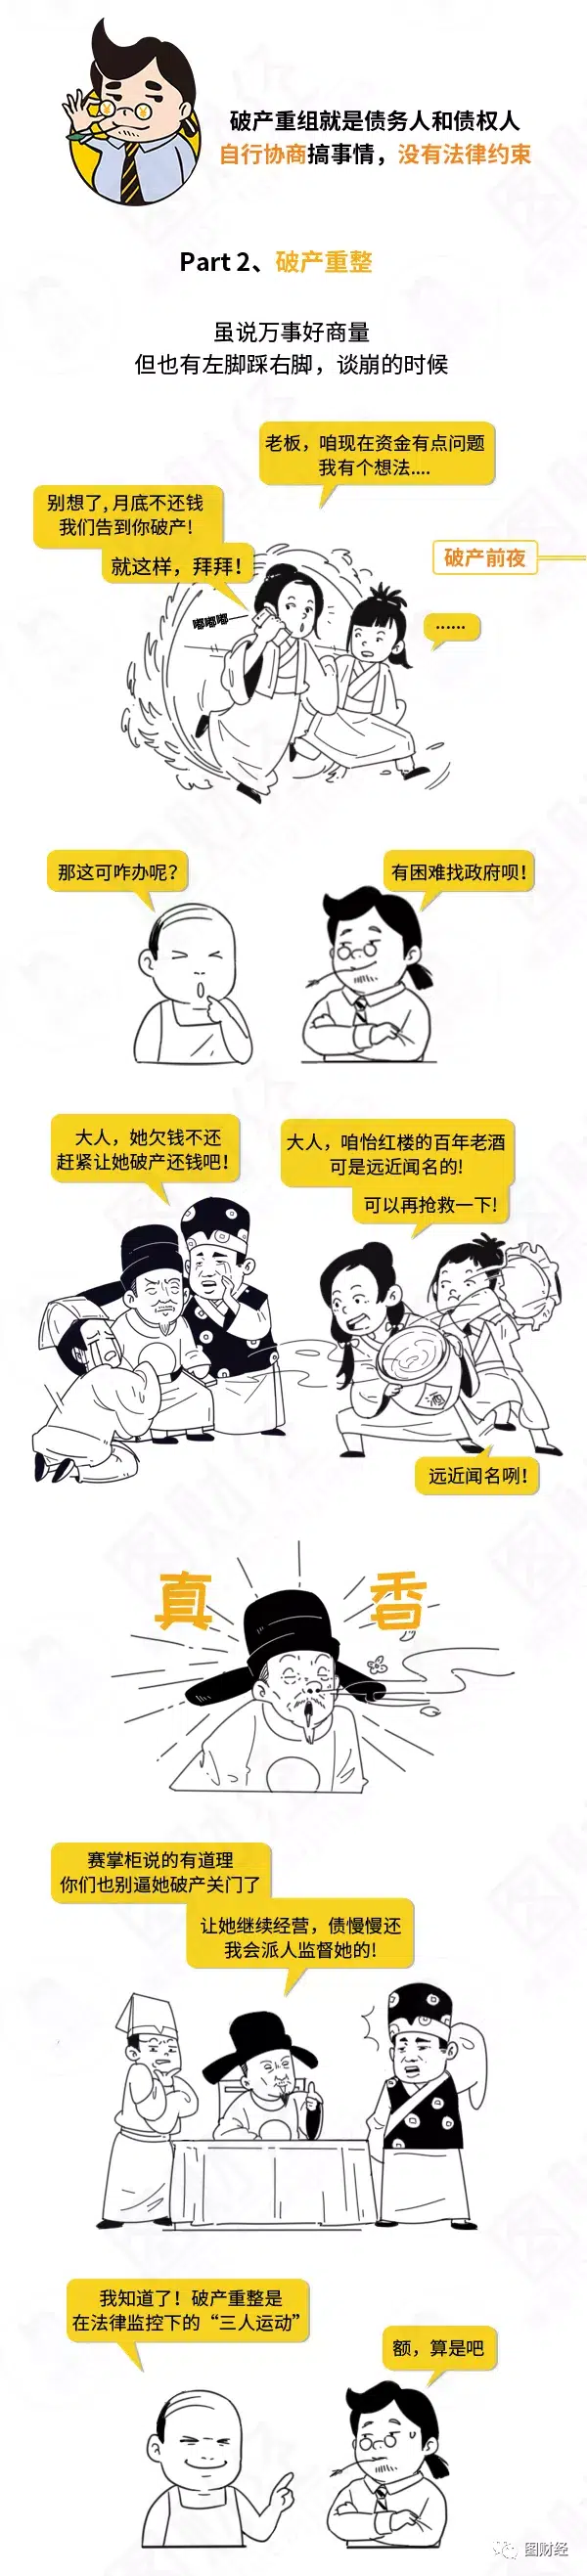 破产重组就是债务人和债权人
自行协商搞事情，没有法律约束
Part 2、破产重整
虽说万事好商量
但也有左脚踩右脚，谈崩的时候
老板，咱现在资金有点问题
我有个想法....
别想了，月底不还钱
我们告到你破产！
就这样，拜拜！
破产前夜
嘟嘟嘟——
......
那这可咋办呢？
有困难找政府呗！
大人，她欠钱不还
赶紧让她破产还钱吧！
大人，咱怡红楼的百年老酒
可是远近闻名的！
可以再抢救一下！
酒
远近闻名咧！
真香
赛掌柜说的有道理
你们也别逼她破产关门了
让她继续经营，债慢慢还
我会派人监督她的！
我知道了！破产重整是
在法律监控下的“三人运动”
额，算是吧
图财经